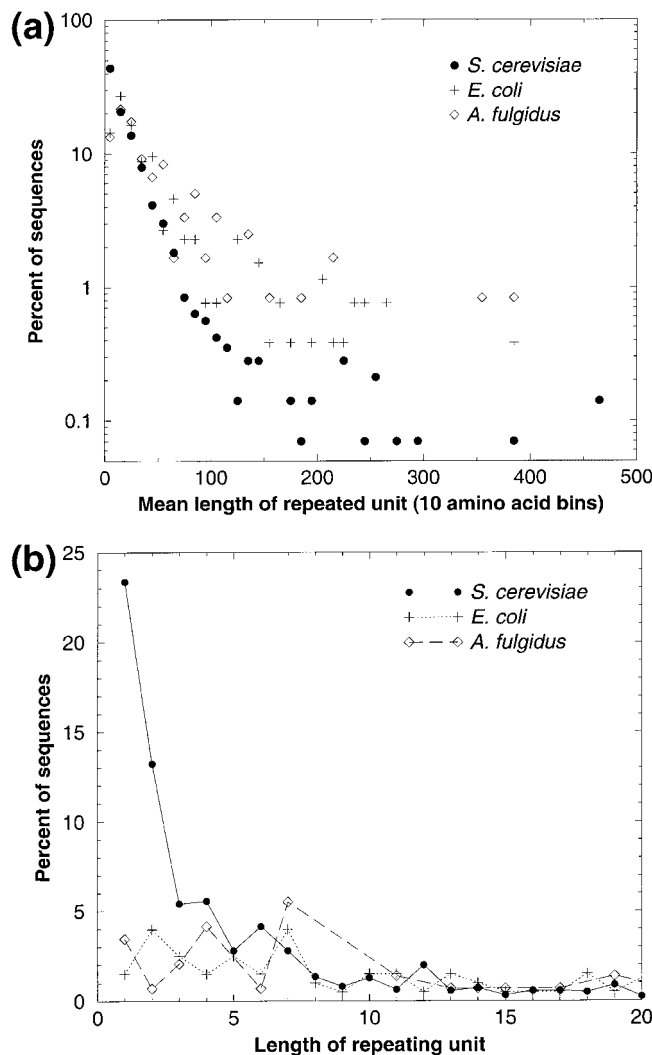 (a)
100
10
1
0.1
Percent of sequences
S. cerevisiae
E. coli
A. fulgidus
0 100 200 300 400 500
Mean length of repeated unit (10 amino acid bins)
(b)
25
20
15
10
5
0
Percent of sequences
S. cerevisiae
E. coli
A. fulgidus
0 5 10 15 20
Length of repeating unit